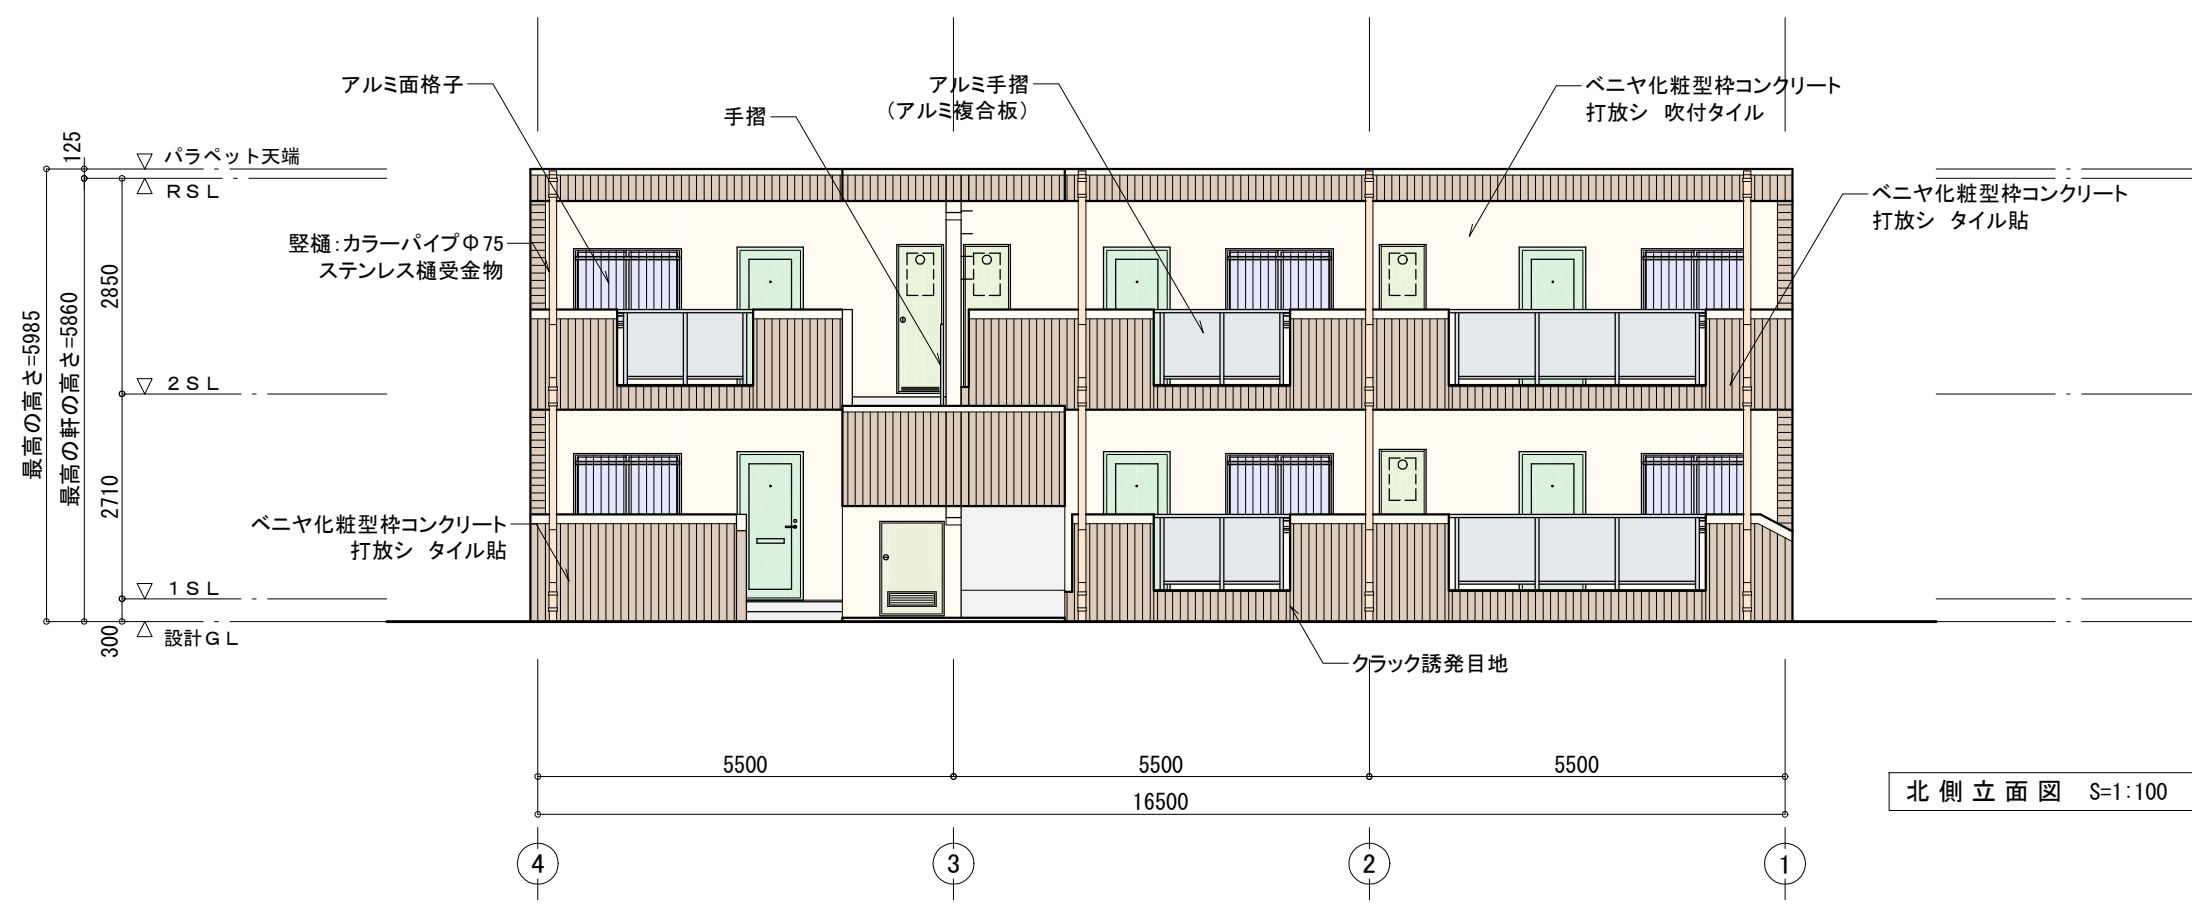 アルミ面格子
手摺
アルミ手摺
（アルミ複合板）
ベニヤ化粧型枠コンクリート
打放シ　吹付タイル
125
パラペット天端
ＲＳＬ
ベニヤ化粧型枠コンクリート
打放シ　タイル貼
竪樋：カラーパイプΦ75
ステンレス樋受金物
最高の高さ=5985
最高の軒の高さ=5860
2850
２ＳＬ
2710
ベニヤ化粧型枠コンクリート
打放シ　タイル貼
１ＳＬ
300
設計ＧＬ
クラック誘発目地
5500
5500
5500
16500
北側立面図　S=1:100
4
3
2
1